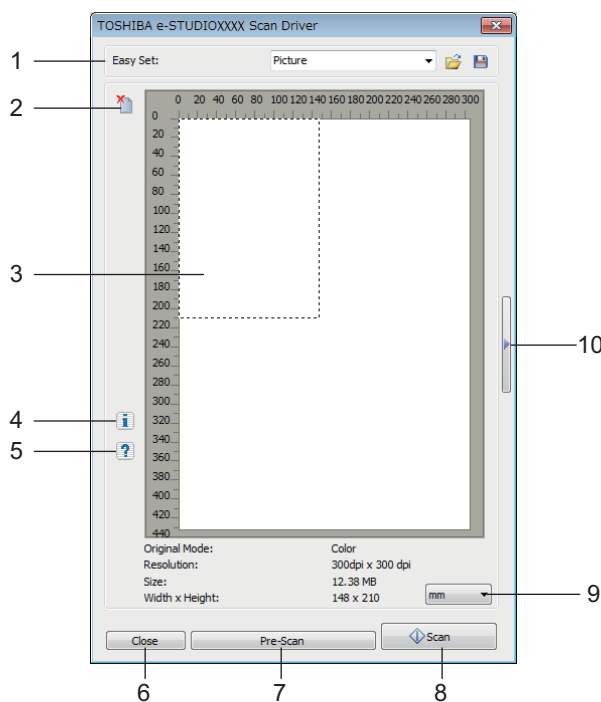 TOSHIBA e-STUDIOXXXX Scan Driver
1
Easy Set:
Picture
2
0 20 40 60 80 100 120 140 160 180 200 220 240 260 280 300
0
20
40
60
80
100
120
140
160
180
200
220
240
260
280
300
320
340
360
380
400
420
440
3
10
4
i
5
?
Original Mode: Color
Resolution: 300dpi x 300 dpi
Size: 12.38 MB
Width x Height: 148 x 210
mm
9
Close
Pre-Scan
Scan
6
7
8